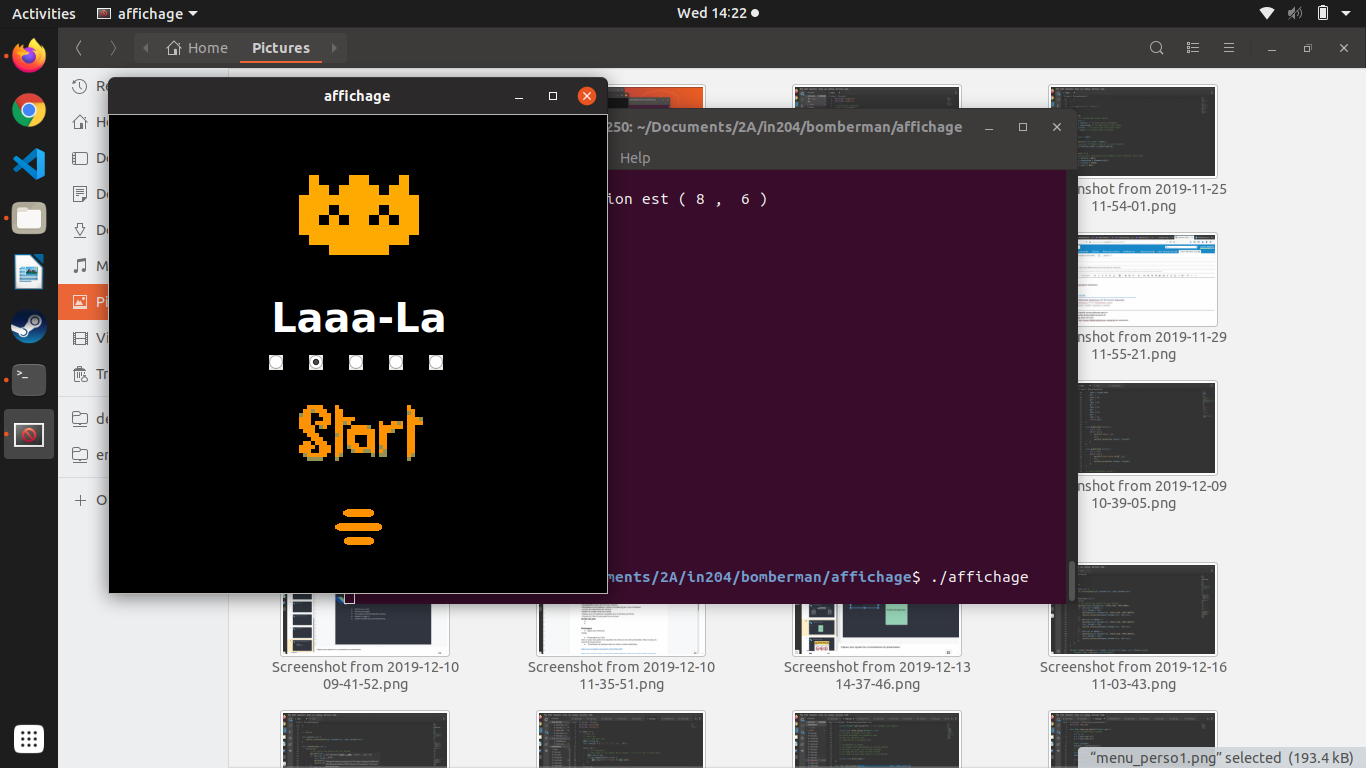 Activities
affichage
Wed 14:22
Home
Pictures
affichage
250: ~/Documents/2A/in204/bomberman/affichage
Help
ion est ( 8 ,  6 )
Laaa-La
Start
ments/2A/in204/bomberman/affichage$ ./affichage
nshot from 2019-11-25
11-54-01.png
nshot from 2019-11-29
11-55-21.png
nshot from 2019-12-09
10-39-05.png
Screenshot from 2019-12-10
09-41-52.png
Screenshot from 2019-12-10
11-35-51.png
Screenshot from 2019-12-13
14-37-46.png
Screenshot from 2019-12-16
11-03-43.png
“menu_perso1.png” selected (193.4 kB)